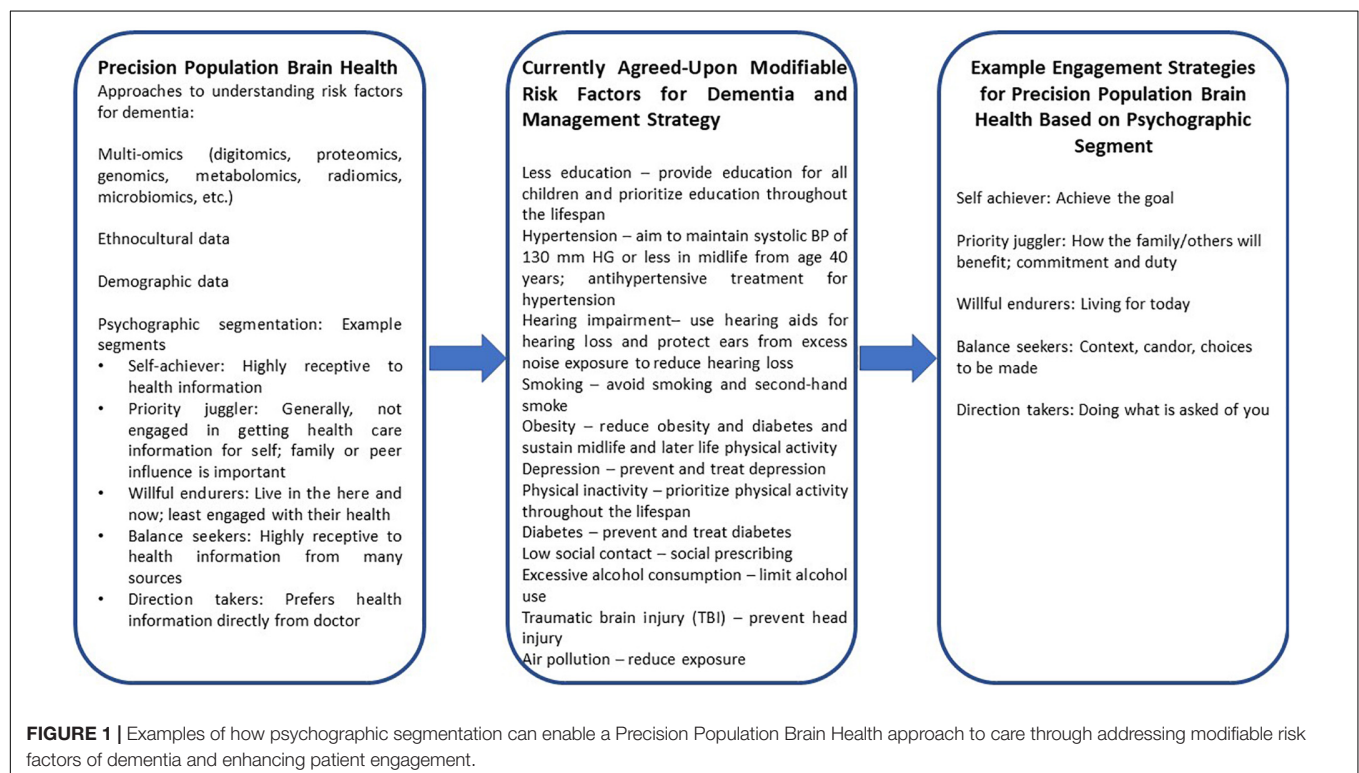 Precision Population Brain Health
Approaches to understanding risk factors
for dementia:
Multi-omics (digitomics, proteomics,
genomics, metabolomics, radiomics,
microbiomics, etc.)
Ethnocultural data
Demographic data
Psychographic segmentation: Example
segments
• Self-achiever: Highly receptive to
health information
• Priority juggler: Generally, not
engaged in getting health care
information for self; family or peer
influence is important
• Willful endurers: Live in the here and
now; least engaged with their health
• Balance seekers: Highly receptive to
health information from many
sources
• Direction takers: Prefers health
information directly from doctor
Currently Agreed-Upon Modifiable
Risk Factors for Dementia and
Management Strategy
Less education – provide education for all
children and prioritize education throughout
the lifespan
Hypertension – aim to maintain systolic BP of
130 mm HG or less in midlife from age 40
years; antihypertensive treatment for
hypertension
Hearing impairment– use hearing aids for
hearing loss and protect ears from excess
noise exposure to reduce hearing loss
Smoking – avoid smoking and second-hand
smoke
Obesity – reduce obesity and diabetes and
sustain midlife and later life physical activity
Depression – prevent and treat depression
Physical inactivity – prioritize physical activity
throughout the lifespan
Diabetes – prevent and treat diabetes
Low social contact – social prescribing
Excessive alcohol consumption – limit alcohol
use
Traumatic brain injury (TBI) – prevent head
injury
Air pollution – reduce exposure
Example Engagement Strategies
for Precision Population Brain
Health Based on Psychographic
Segment
Self achiever: Achieve the goal
Priority juggler: How the family/others will
benefit; commitment and duty
Willful endurers: Living for today
Balance seekers: Context, candor, choices
to be made
Direction takers: Doing what is asked of you
FIGURE 1 | Examples of how psychographic segmentation can enable a Precision Population Brain Health approach to care through addressing modifiable risk
factors of dementia and enhancing patient engagement.